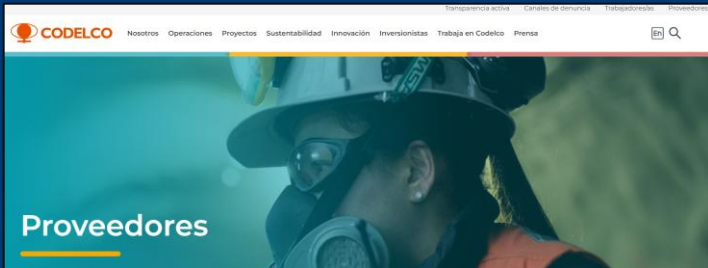 Transparencia activa Canales de denuncia Trabajadores/as Proveedores
CODELCO Nosotros Operaciones Proyectos Sustentabilidad Innovación Inversionistas Trabaja en Codelco Prensa En
MSA
Proveedores